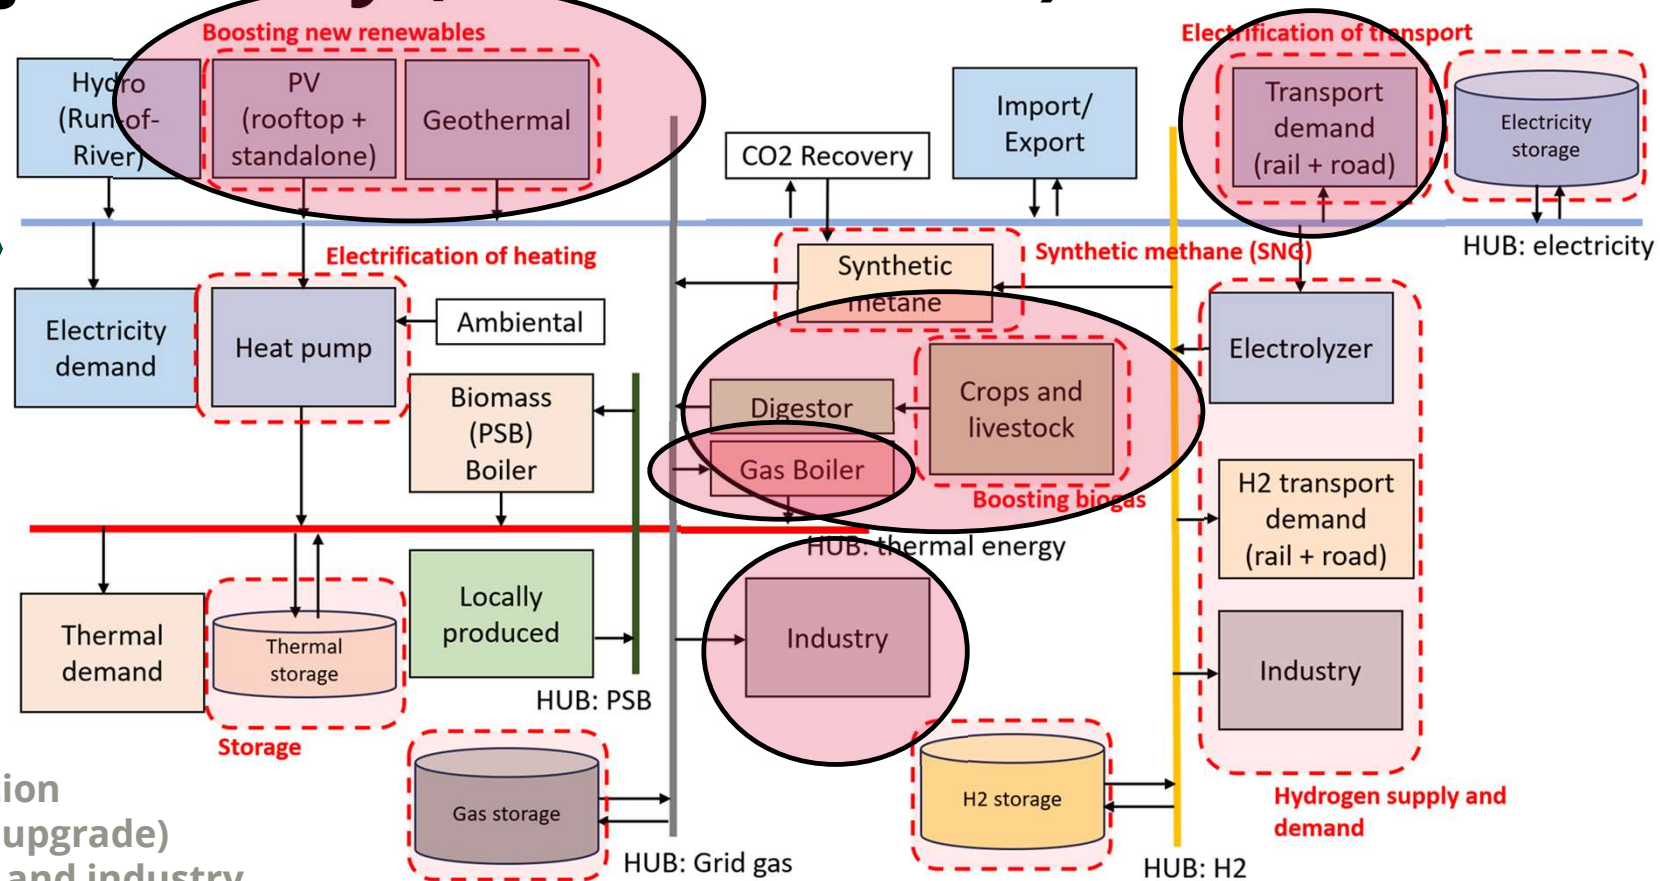 Boosting new renewables
Electrification of transport
Hydro
(Run-of-
River)
PV
(rooftop +
standalone)
Geothermal
CO2 Recovery
Import/
Export
Transport
demand
(rail + road)
Electricity
storage
HUB: electricity
Electrification of heating
Synthetic
metane
Synthetic methane (SNG)
Electricity
demand
Heat pump
Ambiental
Electrolyzer
Biomass
(PSB)
Boiler
Digestor
Crops and
livestock
Gas Boiler
Boosting biogas
H2 transport
demand
(rail + road)
HUB: thermal energy
Thermal
demand
Thermal
storage
Locally
produced
Industry
Industry
HUB: PSB
Storage
Gas storage
H2 storage
Hydrogen supply and
demand
HUB: Grid gas
HUB: H2
upgrade)
and industry